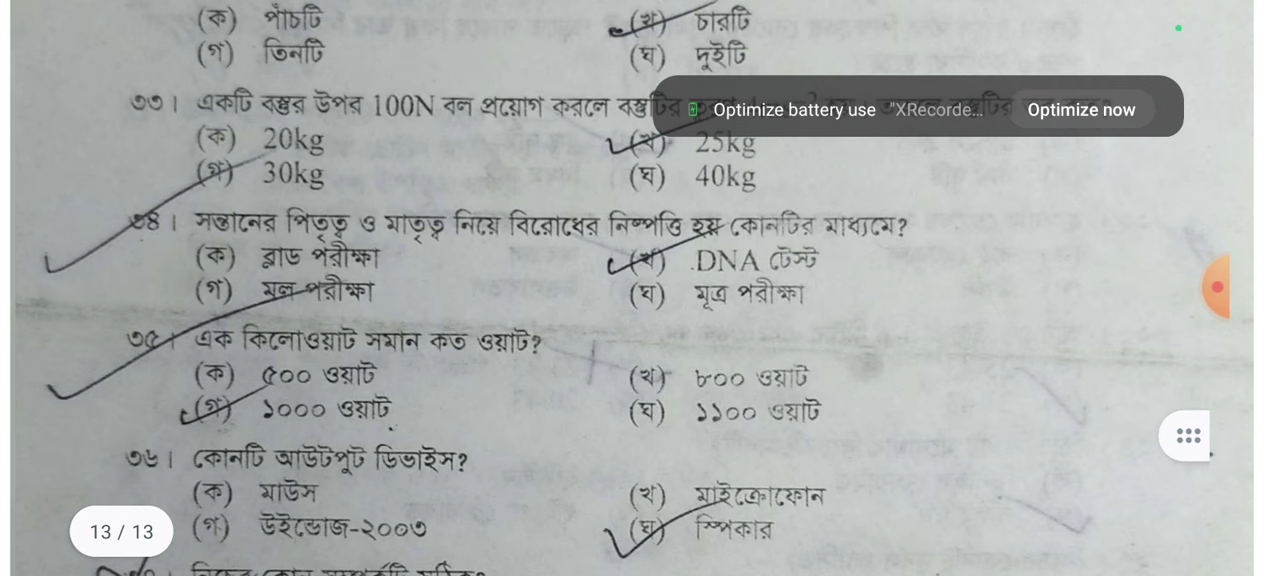 (ক) পাঁচটি (খ) চারটি
(গ) তিনটি (ঘ) দুইটি
৩৩। একটি বস্তুর উপর 100N বল প্রয়োগ করলে বস্তুটির
Optimize battery use "XRecorde... Optimize now
(ক) 20kg (খ) 25kg
(গ) 30kg (ঘ) 40kg
৩৪। সন্তানের পিতৃত্ব ও মাতৃত্ব নিয়ে বিরোধের নিষ্পত্তি হয় কোনটির মাধ্যমে?
(ক) ব্লাড পরীক্ষা (খ) DNA টেস্ট
(গ) মল পরীক্ষা (ঘ) মূত্র পরীক্ষা
৩৫। এক কিলোওয়াট সমান কত ওয়াট?
(ক) ৫০০ ওয়াট (খ) ৮০০ ওয়াট
(গ) ১০০০ ওয়াট (ঘ) ১১০০ ওয়াট
৩৬। কোনটি আউটপুট ডিভাইস?
(ক) মাউস (খ) মাইক্রোফোন
(গ) উইন্ডোজ-২০০৩ (ঘ) স্পিকার
13 / 13